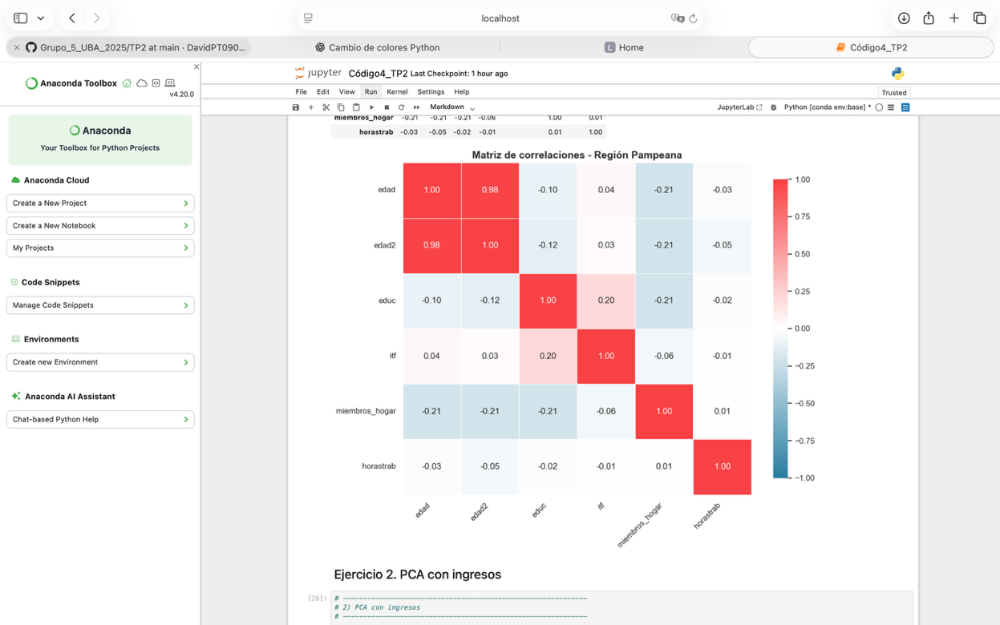 localhost
Grupo_5_UBA_2025/TP2 at main · DavidPT090...
Cambio de colores Python
L Home
Código4_TP2
Anaconda Toolbox
v4.20.0
Anaconda
Your Toolbox for Python Projects
Anaconda Cloud
Create a New Project
Create a New Notebook
My Projects
Code Snippets
Manage Code Snippets
Environments
Create new Environment
Anaconda AI Assistant
Chat-based Python Help
jupyter Código4_TP2 Last Checkpoint: 1 hour ago
File Edit View Run Kernel Settings Help
Trusted
Markdown
JupyterLab
Python [conda env:base] *
miembros_hogar -0.21 -0.21 -0.21 -0.06 1.00 0.01
horastrab -0.03 -0.05 -0.02 -0.01 0.01 1.00
Matriz de correlaciones - Región Pampeana
edad 1.00 0.98 -0.10 0.04 -0.21 -0.03
edad2 0.98 1.00 -0.12 0.03 -0.21 -0.05
educ -0.10 -0.12 1.00 0.20 -0.21 -0.02
itf 0.04 0.03 0.20 1.00 -0.06 -0.01
miembros_hogar -0.21 -0.21 -0.21 -0.06 1.00 0.01
horastrab -0.03 -0.05 -0.02 -0.01 0.01 1.00
edad edad2 educ itf miembros_hogar horastrab
1.00
0.75
0.50
0.25
0.00
−0.25
−0.50
−0.75
−1.00
Ejercicio 2. PCA con ingresos
[26]:
# ------------------------------------------------------------
# 2) PCA con ingresos
# ------------------------------------------------------------